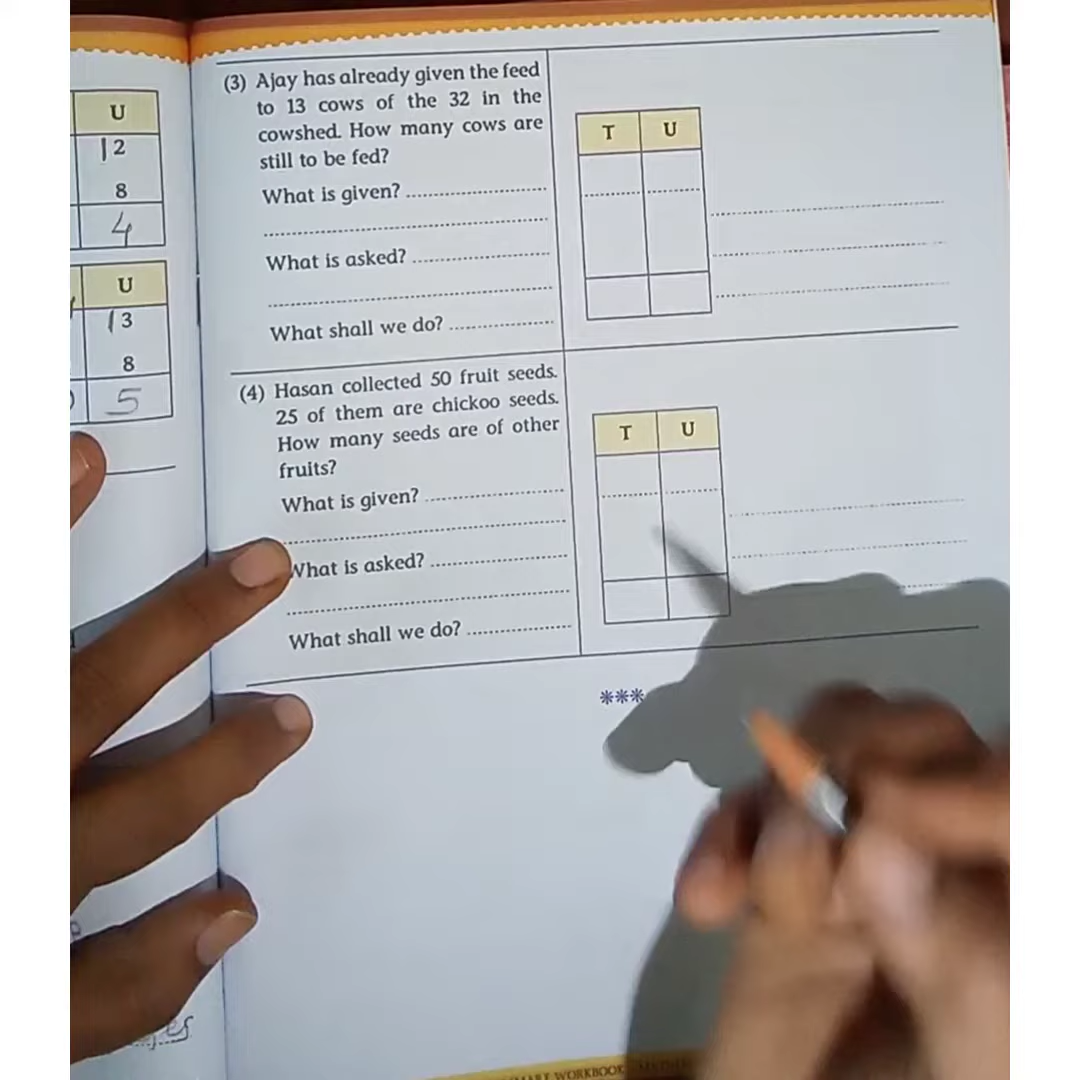 U
12
8
4
U
13
8
5
(3) Ajay has already given the feed
to 13 cows of the 32 in the
cowshed. How many cows are
still to be fed?
What is given?
What is asked?
What shall we do?
T U
(4) Hasan collected 50 fruit seeds.
25 of them are chickoo seeds.
How many seeds are of other
fruits?
What is given?
What is asked?
What shall we do?
T U
***
WORKBOOK